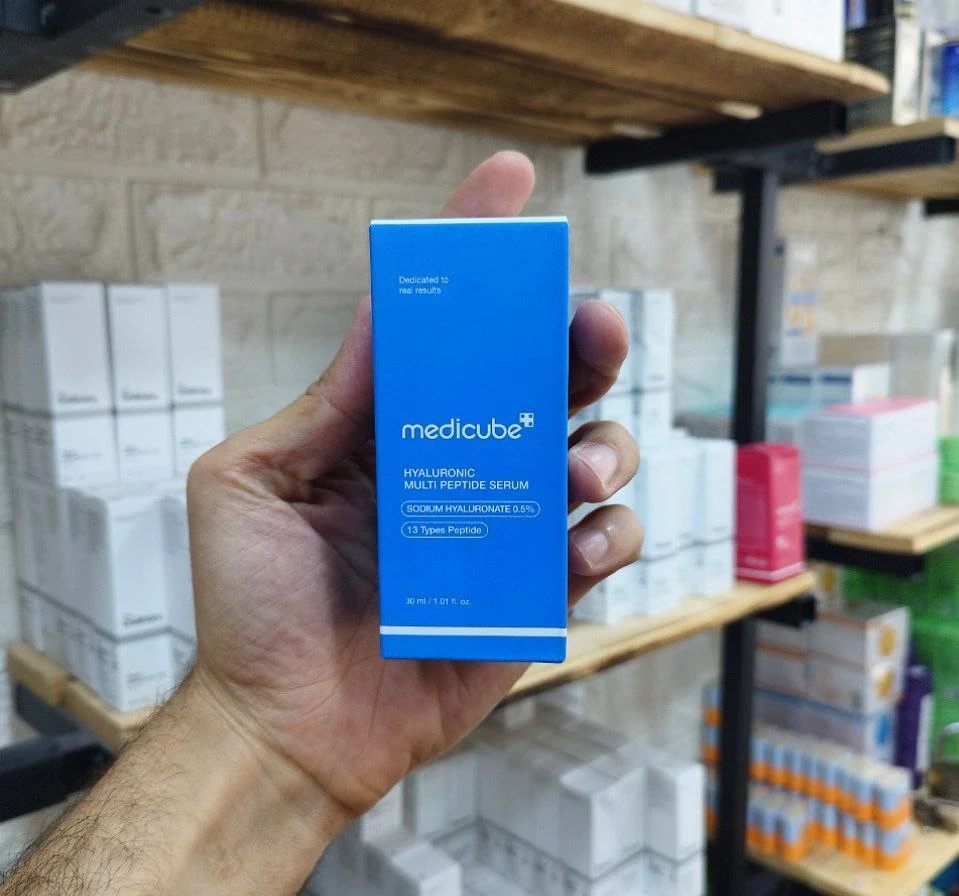 Dedicated to
real results
medicube
HYALURONIC
MULTI PEPTIDE SERUM
SODIUM HYALURONATE 0.5%
13 Types Peptide
30 ml / 1.01 fl. oz.